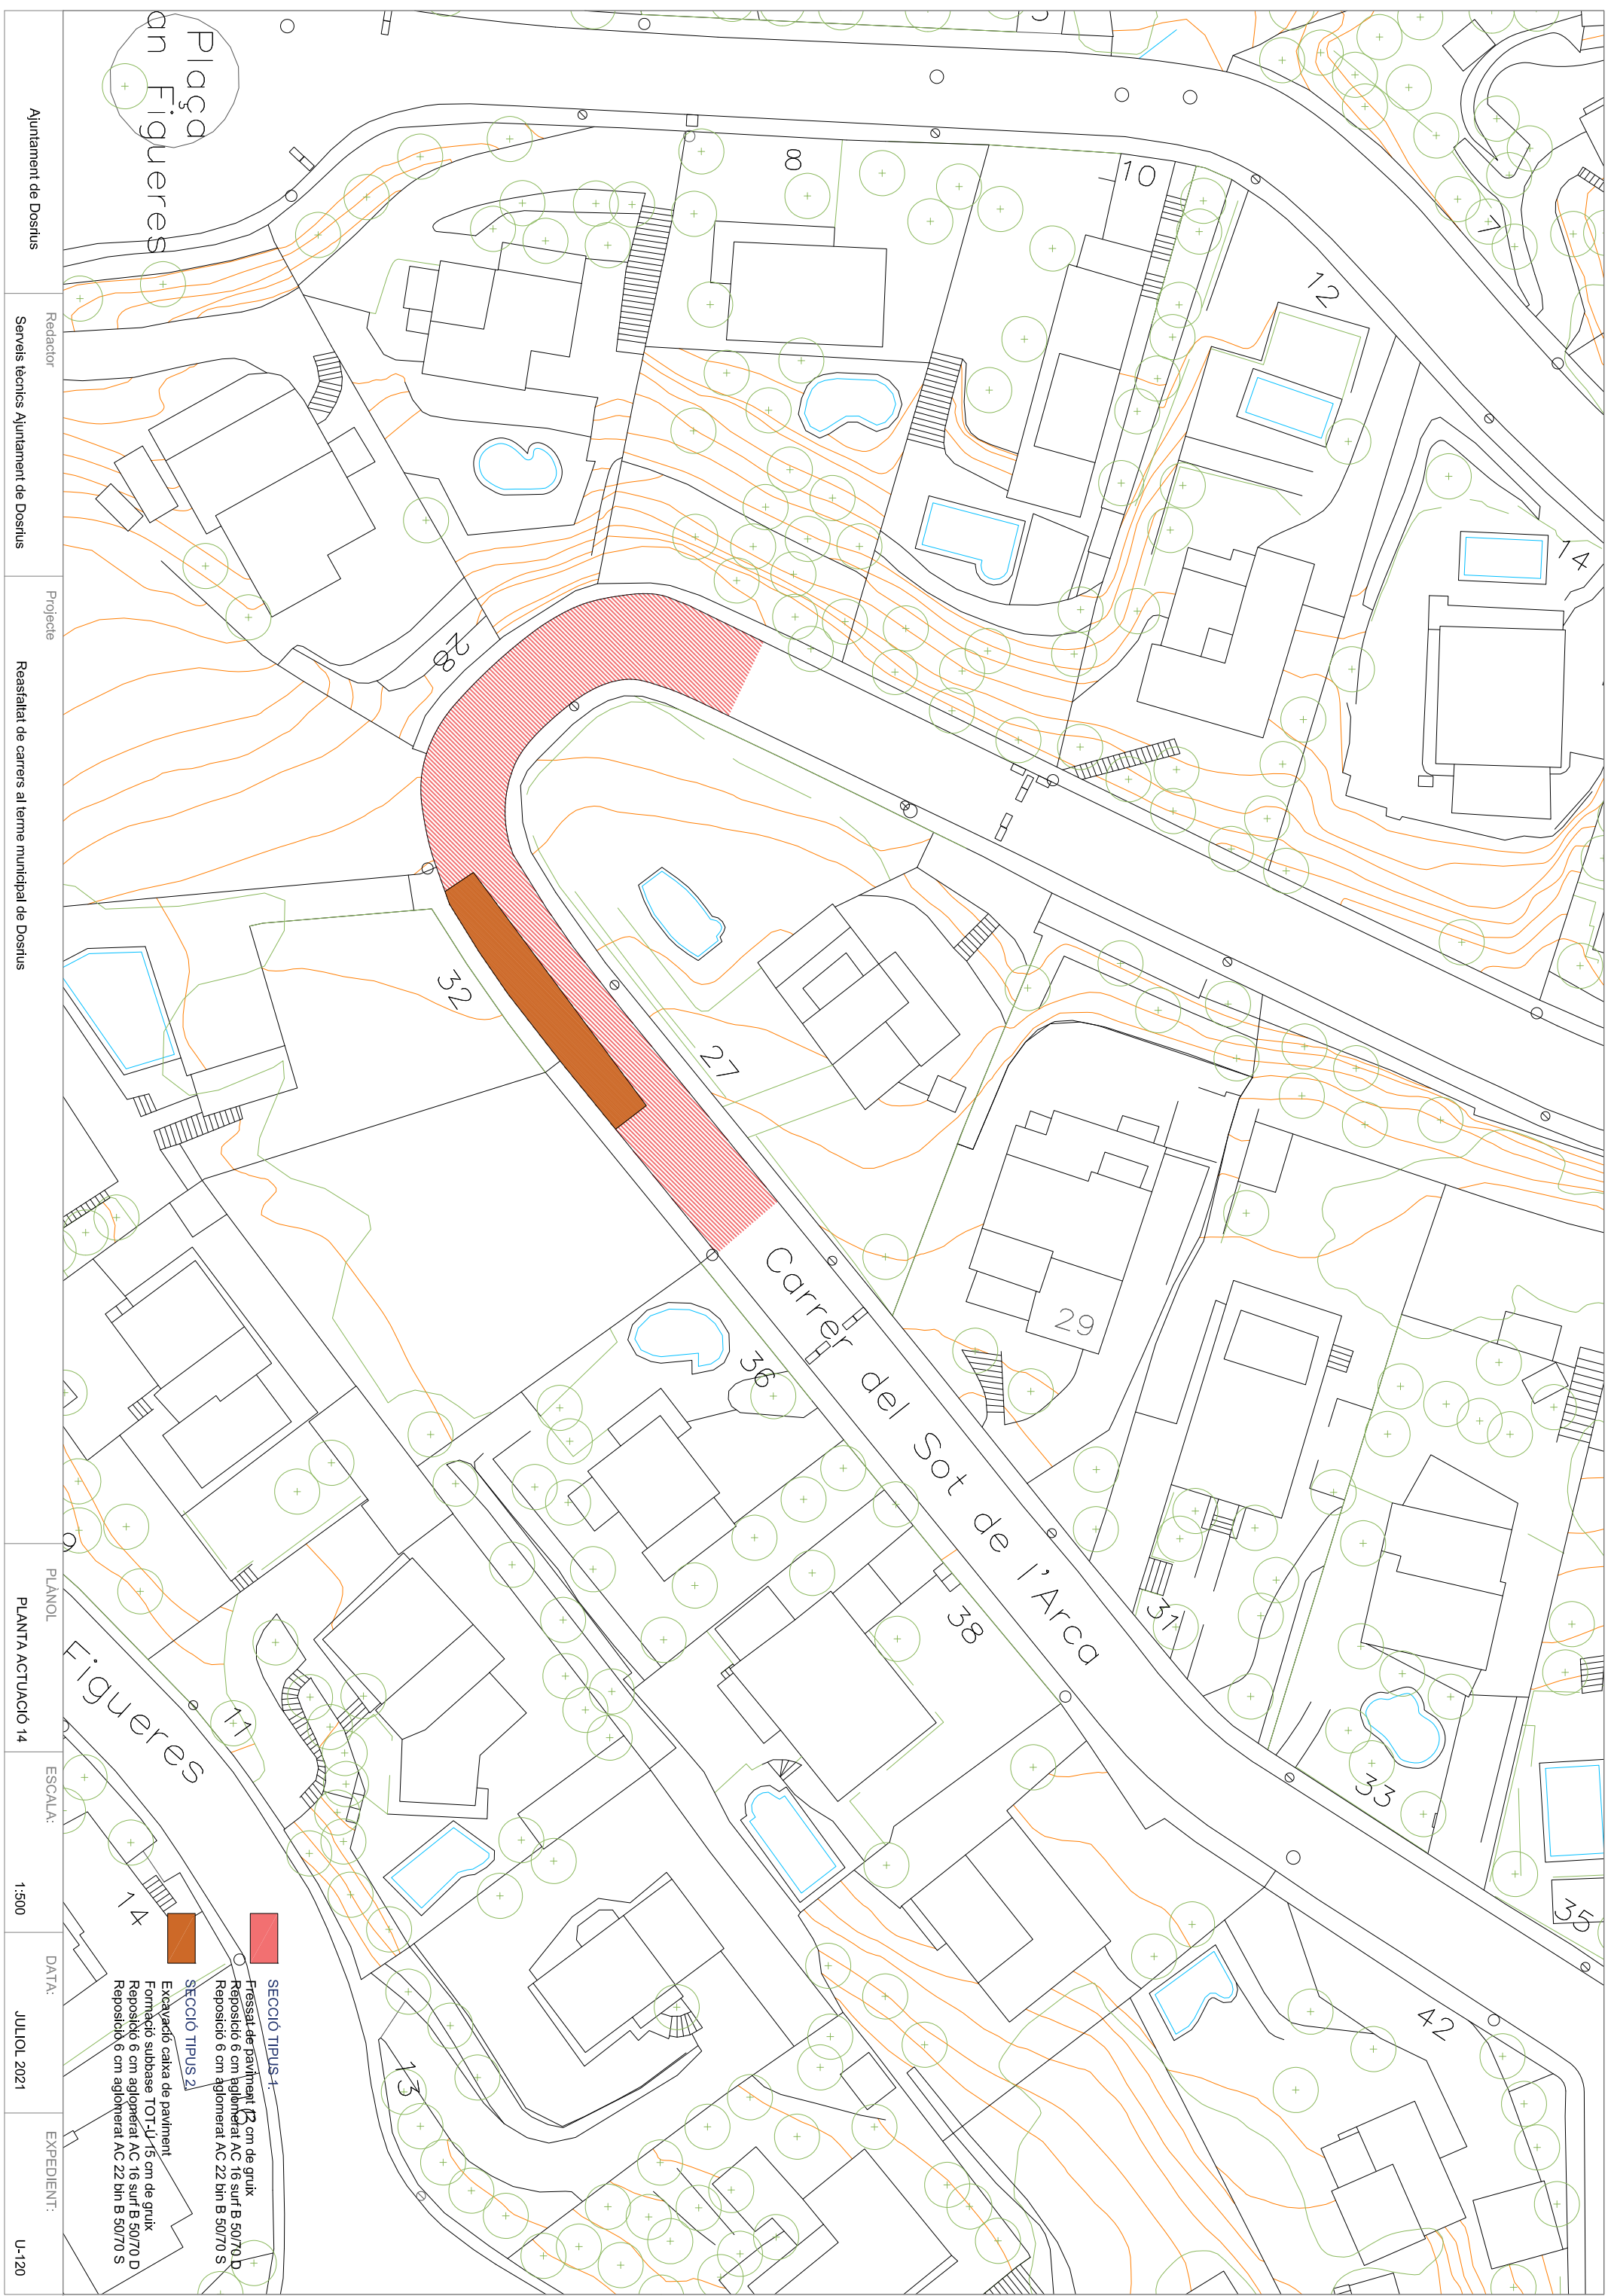 Plaça
an Figueres
8
10
12
7
14
28
32
27
29
36
Carrer del Sot de l'Arca
38
31
33
35
42
Figueres
11
9
14
13
SECCIÓ TIPUS 1:
Fressat de paviment 12 cm de gruix
Reposició 6 cm aglomerat AC 16 surf B 50/70 D
Reposició 6 cm aglomerat AC 22 bin B 50/70 S
SECCIÓ TIPUS 2:
Excavació caixa de paviment
Formació subbase TOT-Ú 15 cm de gruix
Reposició 6 cm aglomerat AC 16 surf B 50/70 D
Reposició 6 cm aglomerat AC 22 bin B 50/70 S
Ajuntament de Dosrius
Redactor
Serveis tècnics Ajuntament de Dosrius
Projecte
Reasfaltat de carrers al terme municipal de Dosrius
PLÀNOL
PLANTA ACTUACIÓ 14
ESCALA:
1:500
DATA:
JULIOL 2021
EXPEDIENT:
U-120